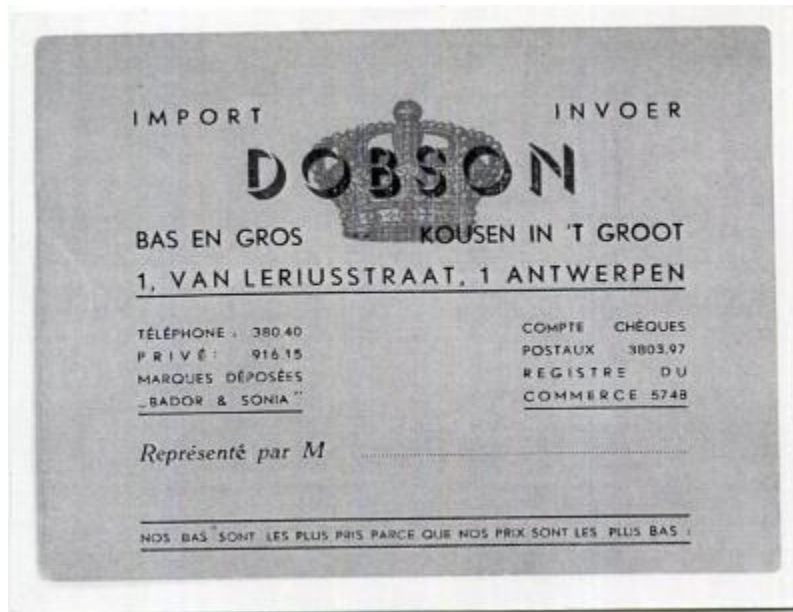 IMPORT INVOER
DOBSON
BAS EN GROS KOUSEN IN 'T GROOT
1, VAN LERIUSSTRAAT, 1 ANTWERPEN
TÉLÉPHONE : 380.40
PRIVÉ : 916.15
MARQUES DÉPOSÉES
„BADOR & SONIA"
COMPTE CHÈQUES
POSTAUX 3803.97
REGISTRE DU
COMMERCE 5748
Représenté par M
NOS BAS SONT LES PLUS PRIS PARCE QUE NOS PRIX SONT LES PLUS BAS !